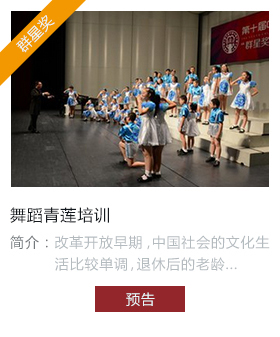 群星奖
第十届
"群星奖
舞蹈青莲培训
简介：改革开放早期,中国社会的文化生
活比较单调,退休后的老龄...
预告